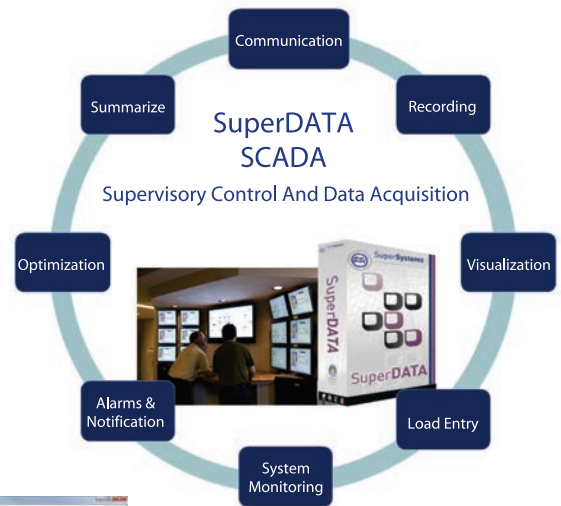 Communication
Summarize
Recording
SuperDATA
SCADA
Supervisory Control And Data Acquisition
Optimization
Visualization
SuperSystems
SuperDATA
SuperDATA
Alarms &
Notification
Load Entry
System
Monitoring